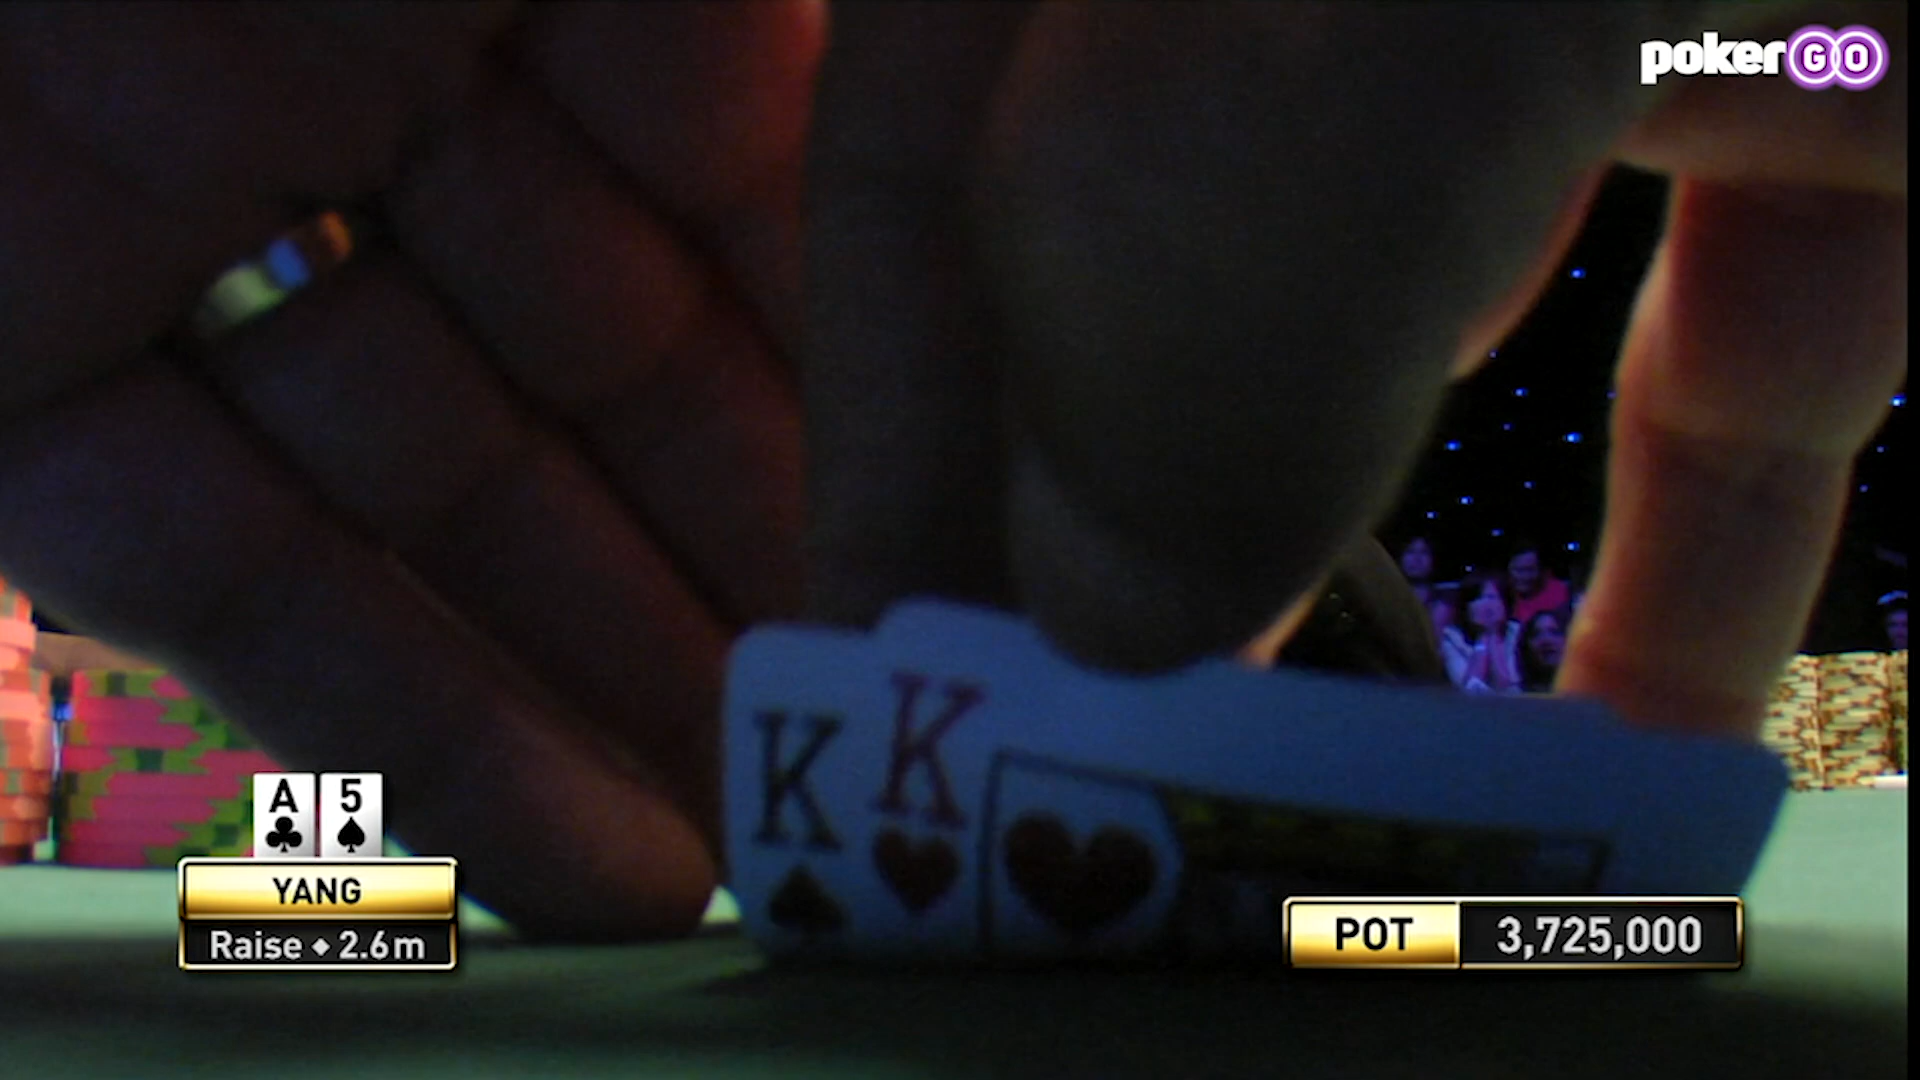 pokerGO
K K
A 5
YANG
Raise ♦ 2.6m
POT 3,725,000